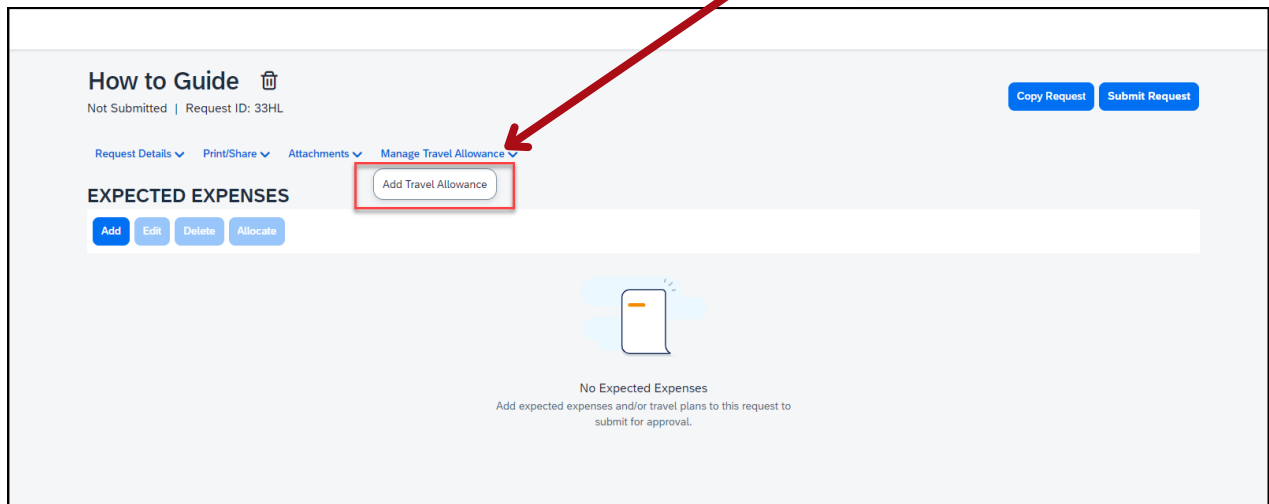 How to Guide
Not Submitted | Request ID: 33HL
Copy Request
Submit Request
Request Details
Print/Share
Attachments
Manage Travel Allowance
Add Travel Allowance
EXPECTED EXPENSES
Add
Edit
Delete
Allocate
No Expected Expenses
Add expected expenses and/or travel plans to this request to
submit for approval.